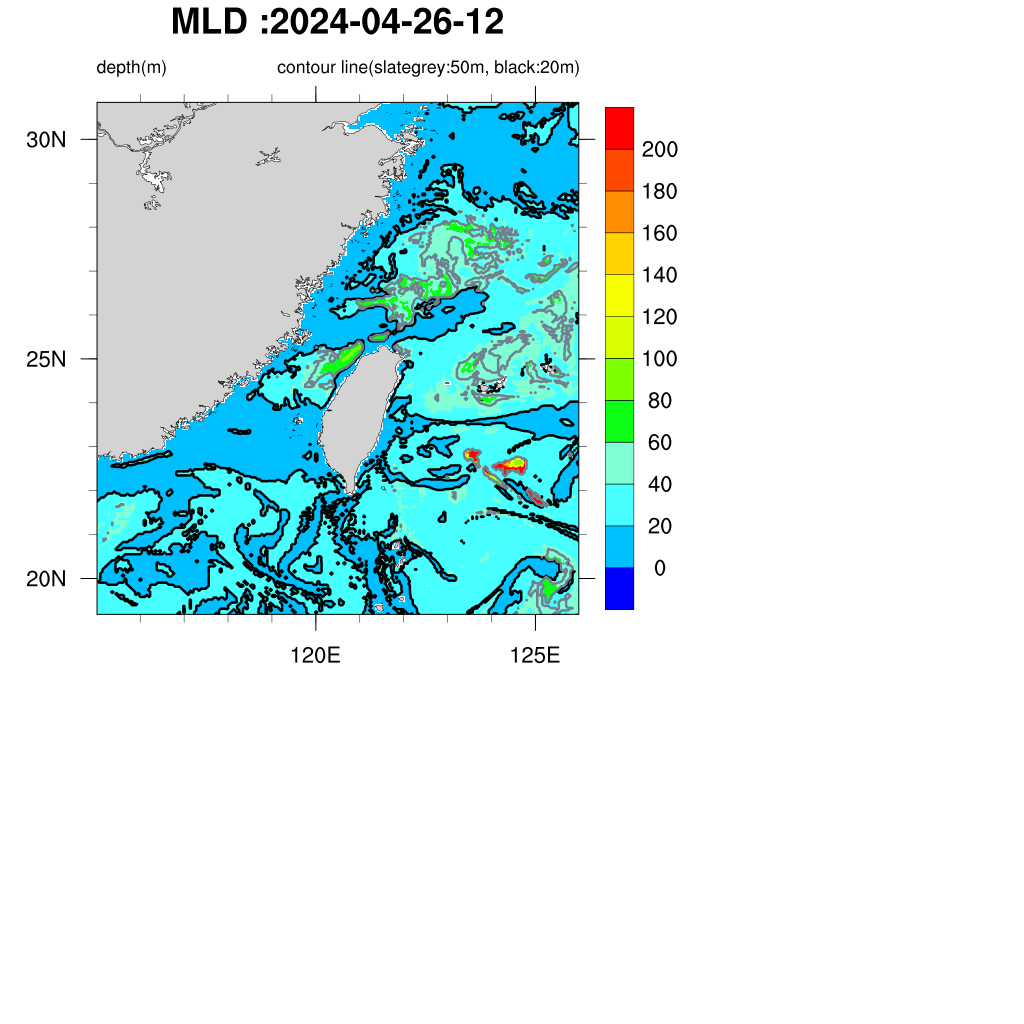 MLD :2024-04-26-12
depth(m)
contour line(slategrey:50m, black:20m)
30N
25N
20N
120E
125E
200
180
160
140
120
100
80
60
40
20
0